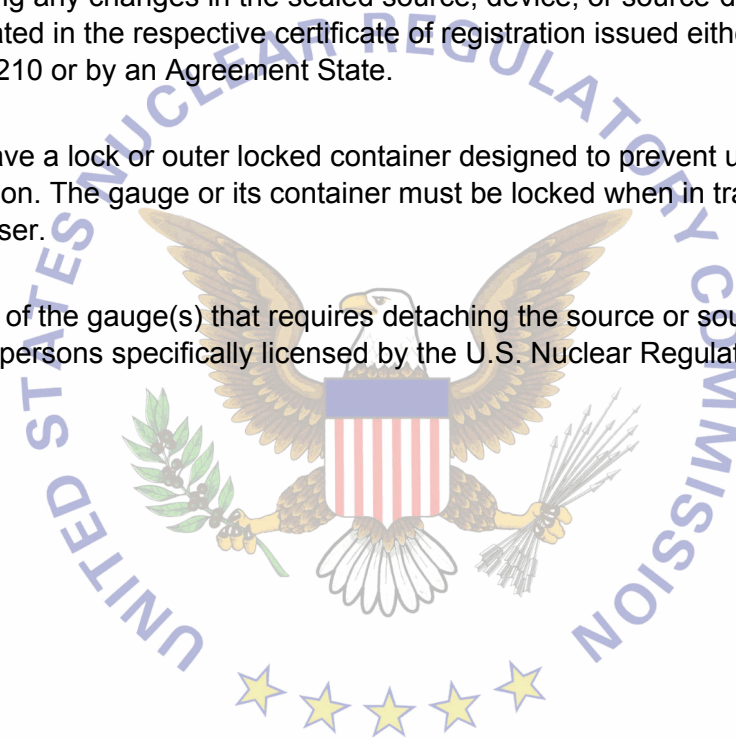 ng any changes in the sealed source, device, or source d
ated in the respective certificate of registration issued eith
210 or by an Agreement State.
ave a lock or outer locked container designed to prevent u
on. The gauge or its container must be locked when in tra
ser.
of the gauge(s) that requires detaching the source or sou
persons specifically licensed by the U.S. Nuclear Regulat
UNITED STATES NUCLEAR REGULATORY COMMISSION